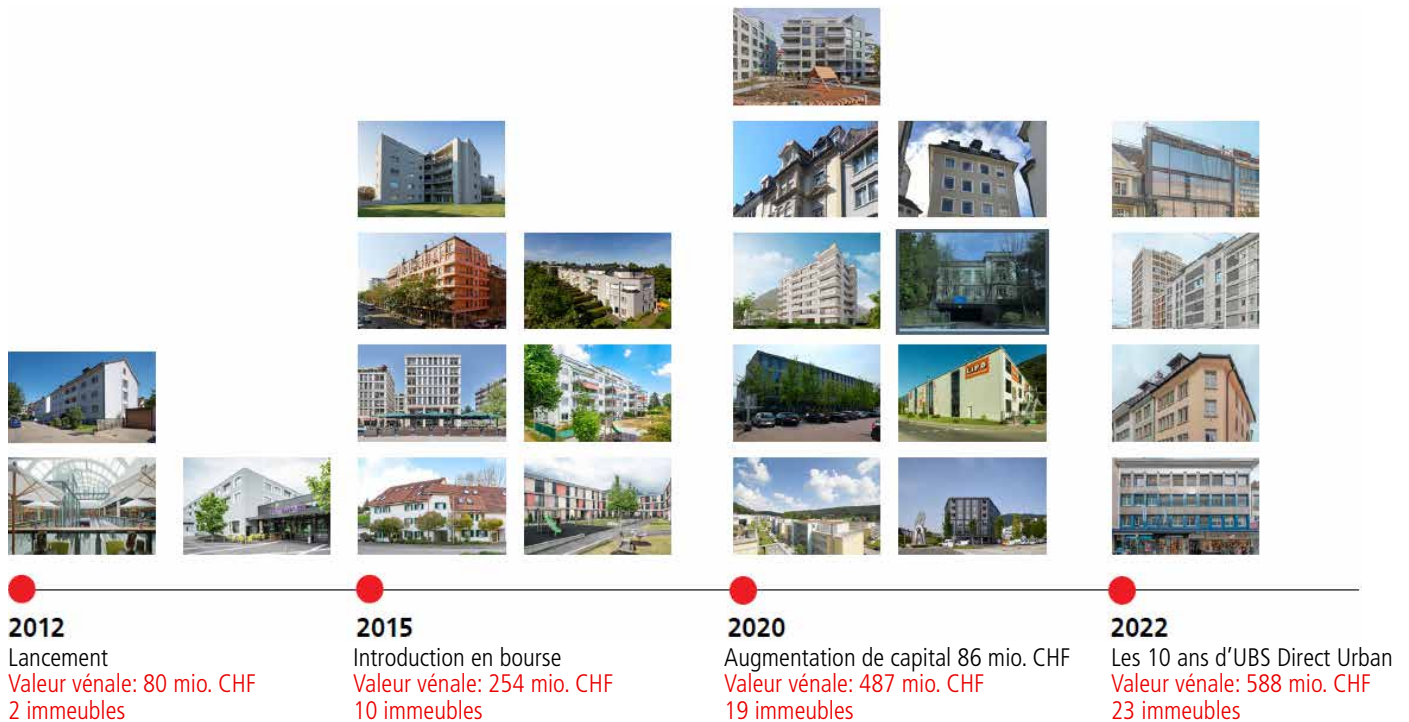 LIPO
2012
Lancement
Valeur vénale: 80 mio. CHF
2 immeubles
2015
Introduction en bourse
Valeur vénale: 254 mio. CHF
10 immeubles
2020
Augmentation de capital 86 mio. CHF
Valeur vénale: 487 mio. CHF
19 immeubles
2022
Les 10 ans d'UBS Direct Urban
Valeur vénale: 588 mio. CHF
23 immeubles